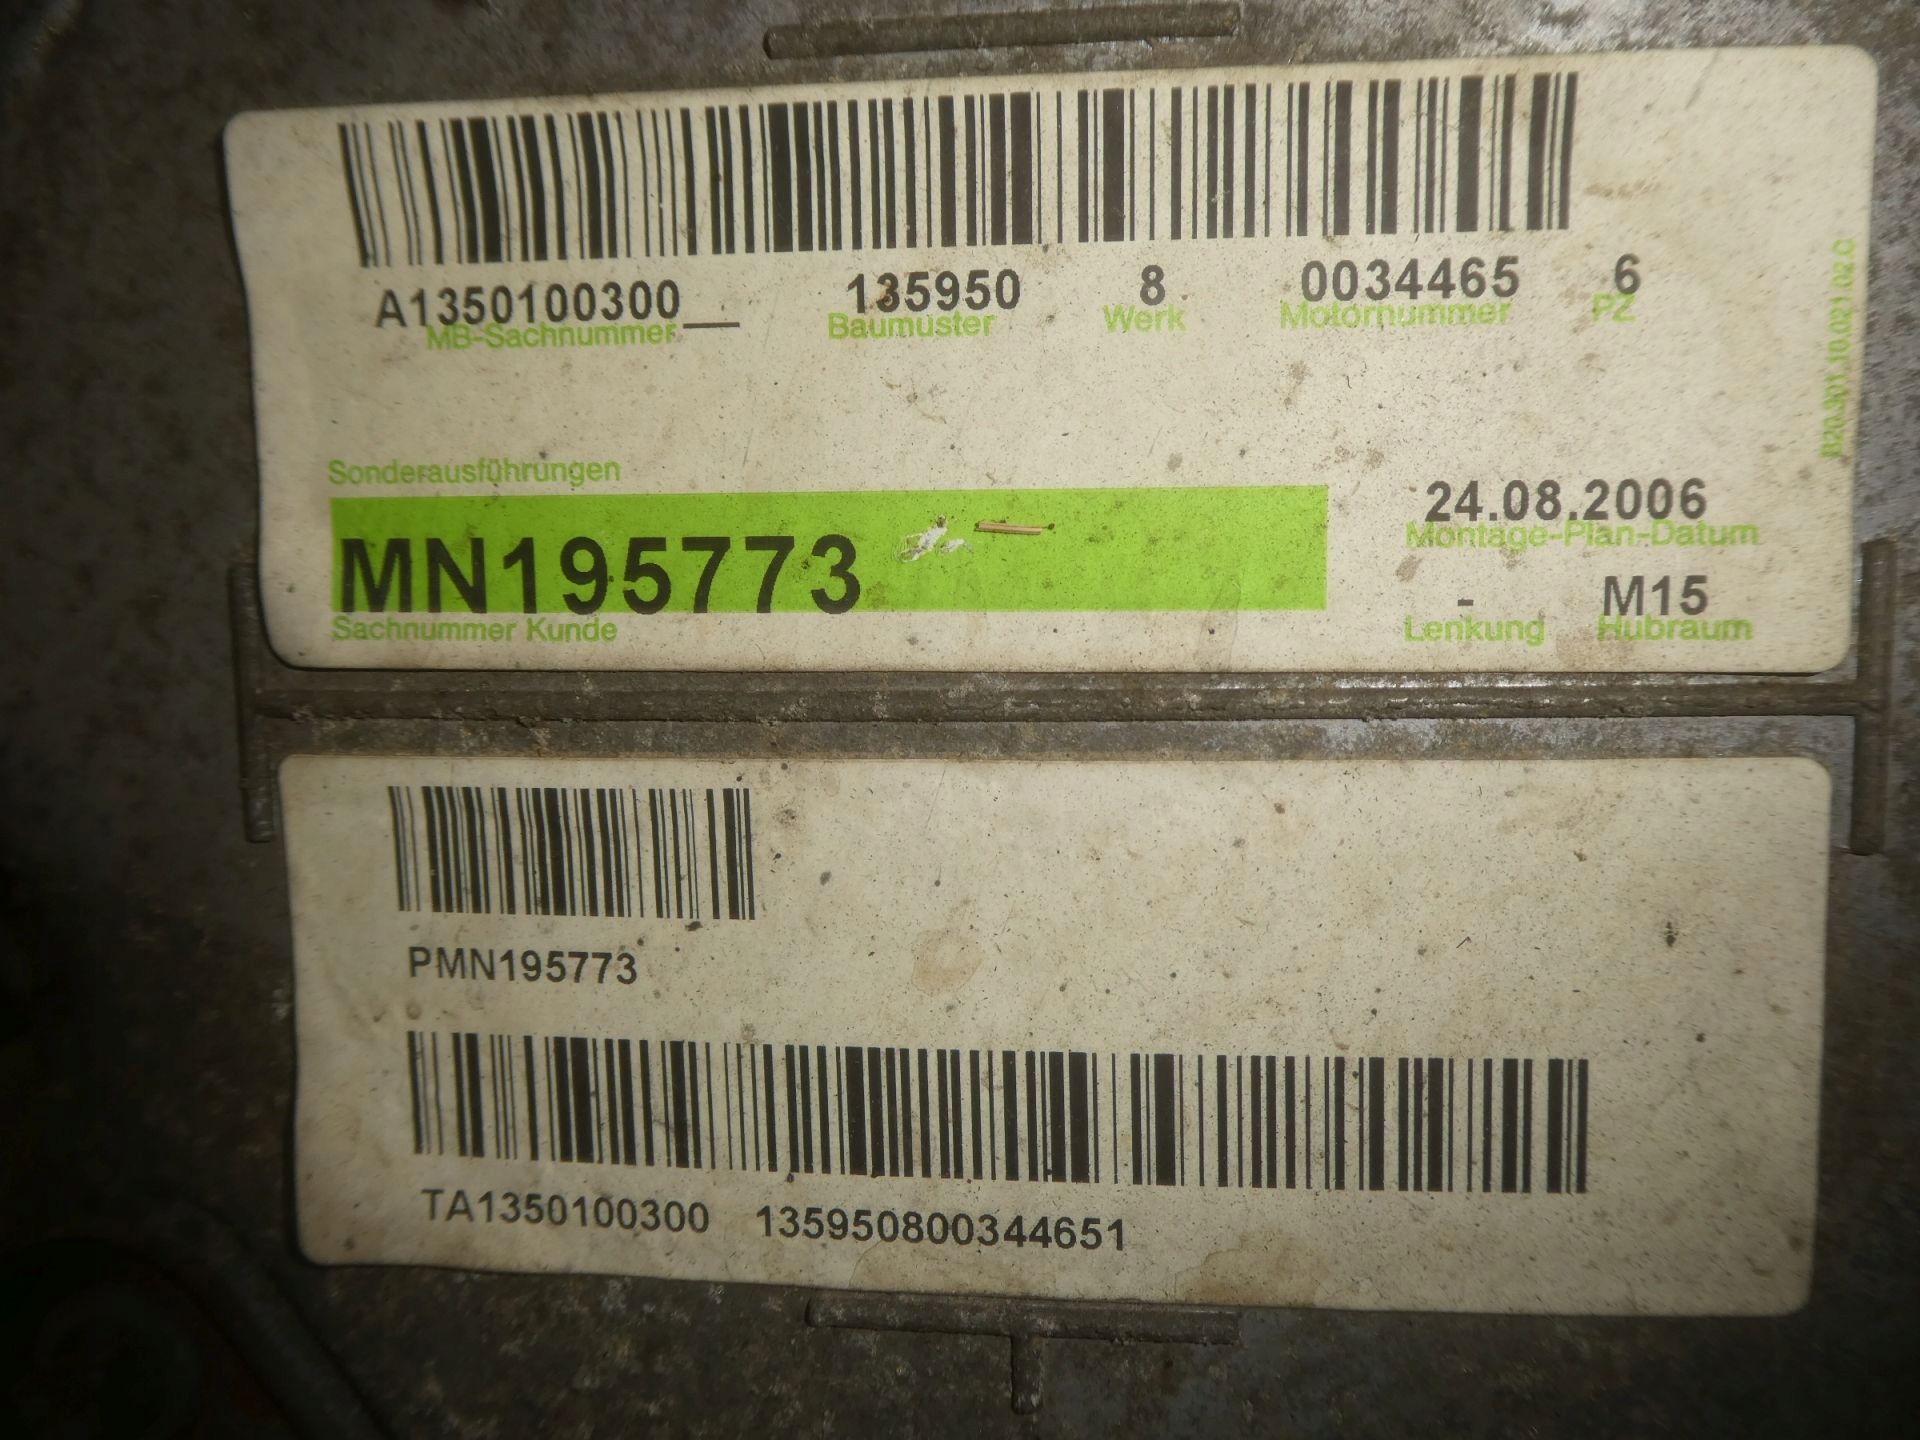 A1350100300__ 135950 8 0034465 6
MB-Sachnummer Baumuster Werk Motornummer PZ
Sonderausführungen
24.08.2006
Montage-Plan-Datum
MN195773
Sachnummer Kunde
- M15
Lenkung Hubraum
PMN195773
TA1350100300 135950800344651